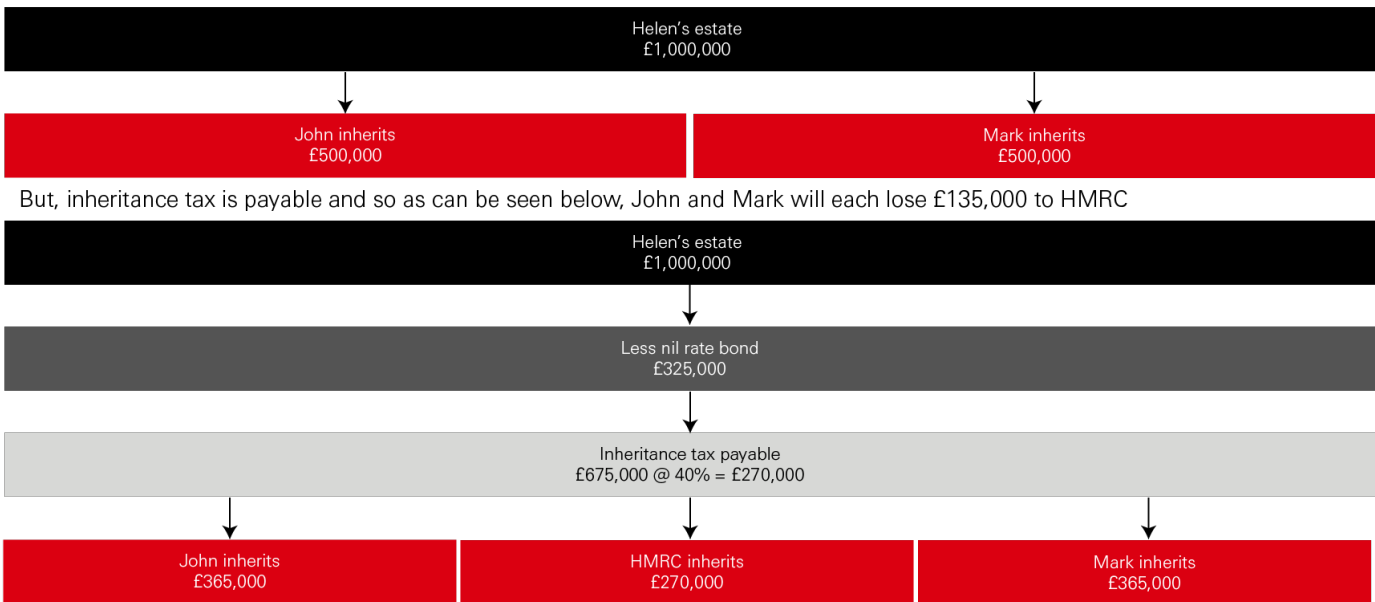 Helen's estate
£1,000,000
John inherits
£500,000
Mark inherits
£500,000
But, inheritance tax is payable and so as can be seen below, John and Mark will each lose £135,000 to HMRC
Helen's estate
£1,000,000
Less nil rate bond
£325,000
Inheritance tax payable
£675,000 @ 40% = £270,000
John inherits
£365,000
HMRC inherits
£270,000
Mark inherits
£365,000